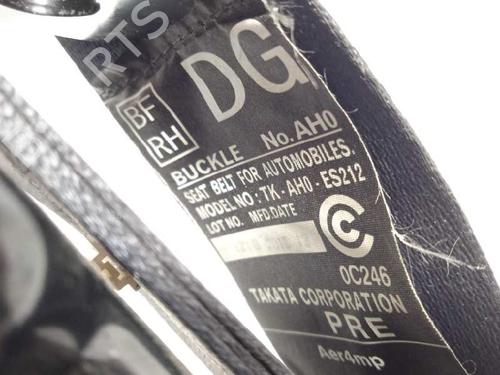 BF
RH
DG
BUCKLE No. AH0
SEAT BELT FOR AUTOMOBILES.
MODEL NO: TK-AH0-ES212
LOT NO. MFD.DATE
C
0C246
TAKATA CORPORATION
PRE
Aer4mp